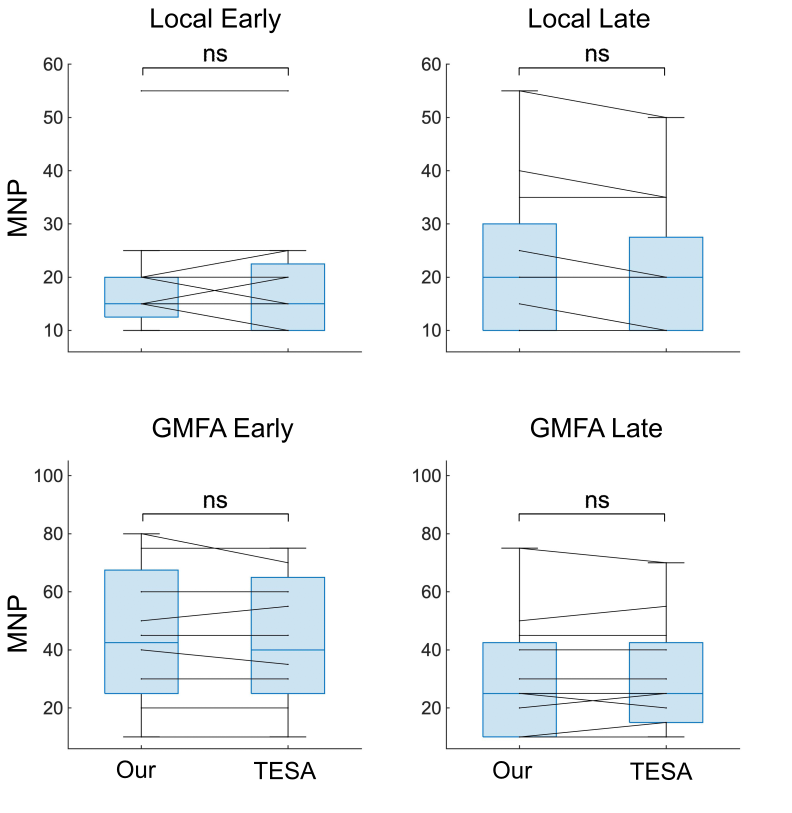 Local Early
Local Late
ns
ns
MNP
60
50
40
30
20
10
60
50
40
30
20
10
GMFA Early
GMFA Late
ns
ns
MNP
100
80
60
40
20
100
80
60
40
20
Our
TESA
Our
TESA